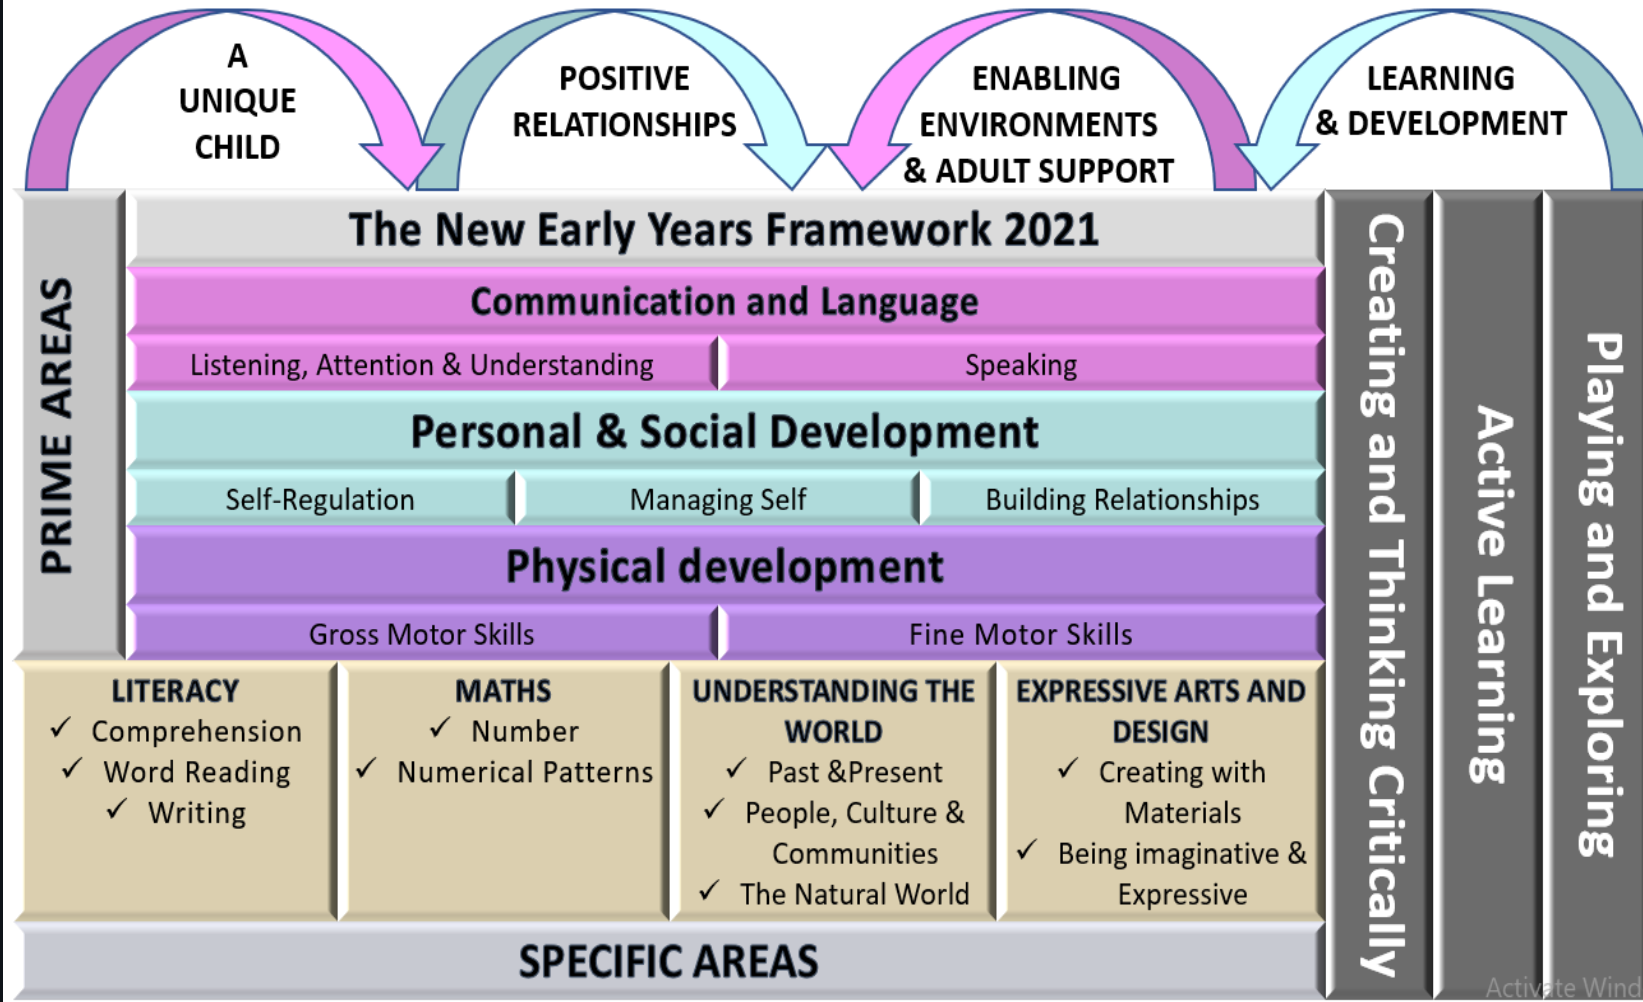 A
UNIQUE
CHILD
POSITIVE
RELATIONSHIPS
ENABLING
ENVIRONMENTS
& ADULT SUPPORT
LEARNING
& DEVELOPMENT
PRIME AREAS
The New Early Years Framework 2021
Communication and Language
Listening, Attention & Understanding
Speaking
Personal & Social Development
Self-Regulation
Managing Self
Building Relationships
Physical development
Gross Motor Skills
Fine Motor Skills
LITERACY
✓ Comprehension
✓ Word Reading
✓ Writing
MATHS
✓ Number
✓ Numerical Patterns
UNDERSTANDING THE
WORLD
✓ Past &Present
✓ People, Culture &
Communities
✓ The Natural World
EXPRESSIVE ARTS AND
DESIGN
✓ Creating with
Materials
✓ Being imaginative &
Expressive
SPECIFIC AREAS
Creating and Thinking Critically
Active Learning
Playing and Exploring
Activate Wind